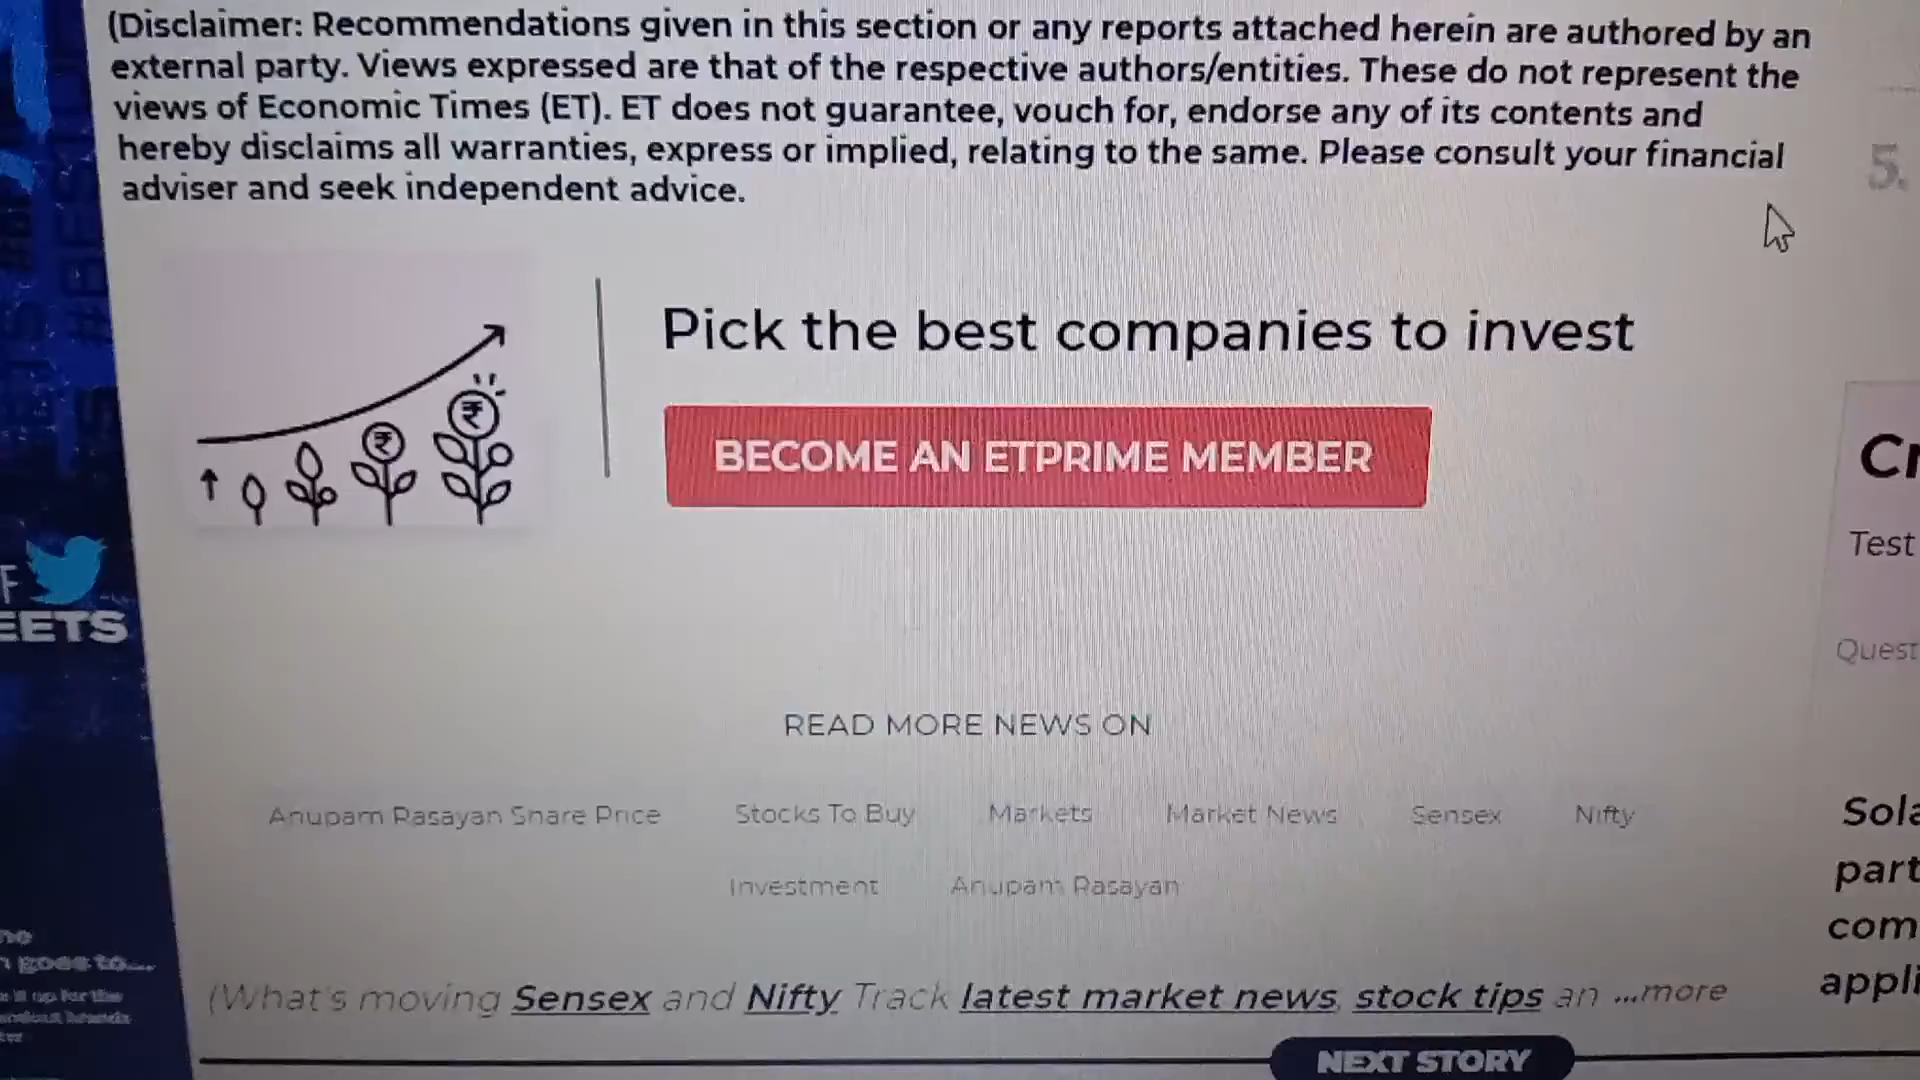 (Disclaimer: Recommendations given in this section or any reports attached herein are authored by an
external party. Views expressed are that of the respective authors/entities. These do not represent the
views of Economic Times (ET). ET does not guarantee, vouch for, endorse any of its contents and
hereby disclaims all warranties, express or implied, relating to the same. Please consult your financial
adviser and seek independent advice.
5.
Pick the best companies to invest
BECOME AN ETPRIME MEMBER
Test
EETS
READ MORE NEWS ON
Anupam Rasayan Share Price Stocks To Buy Markets Market News Sensex Nifty
Investment Anupam Rasayan
part
com
goes to...
(What's moving Sensex and Nifty Track latest market news, stock tips an ...more
NEXT STORY